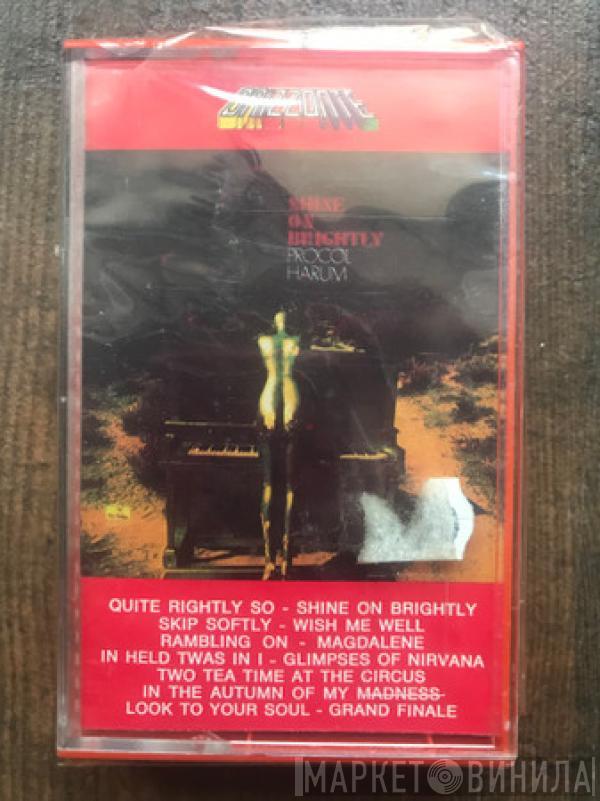 SHINE
ON
BRIGHTLY
PROCOL
HARUM
QUITE RIGHTLY SO - SHINE ON BRIGHTLY
SKIP SOFTLY - WISH ME WELL
RAMBLING ON - MAGDALENE
IN HELD TWAS IN I - GLIMPSES OF NIRVANA
TWO TEA TIME AT THE CIRCUS
IN THE AUTUMN OF MY MADNESS
LOOK TO YOUR SOUL - GRAND FINALE
МАРКЕТ ВИНИЛА